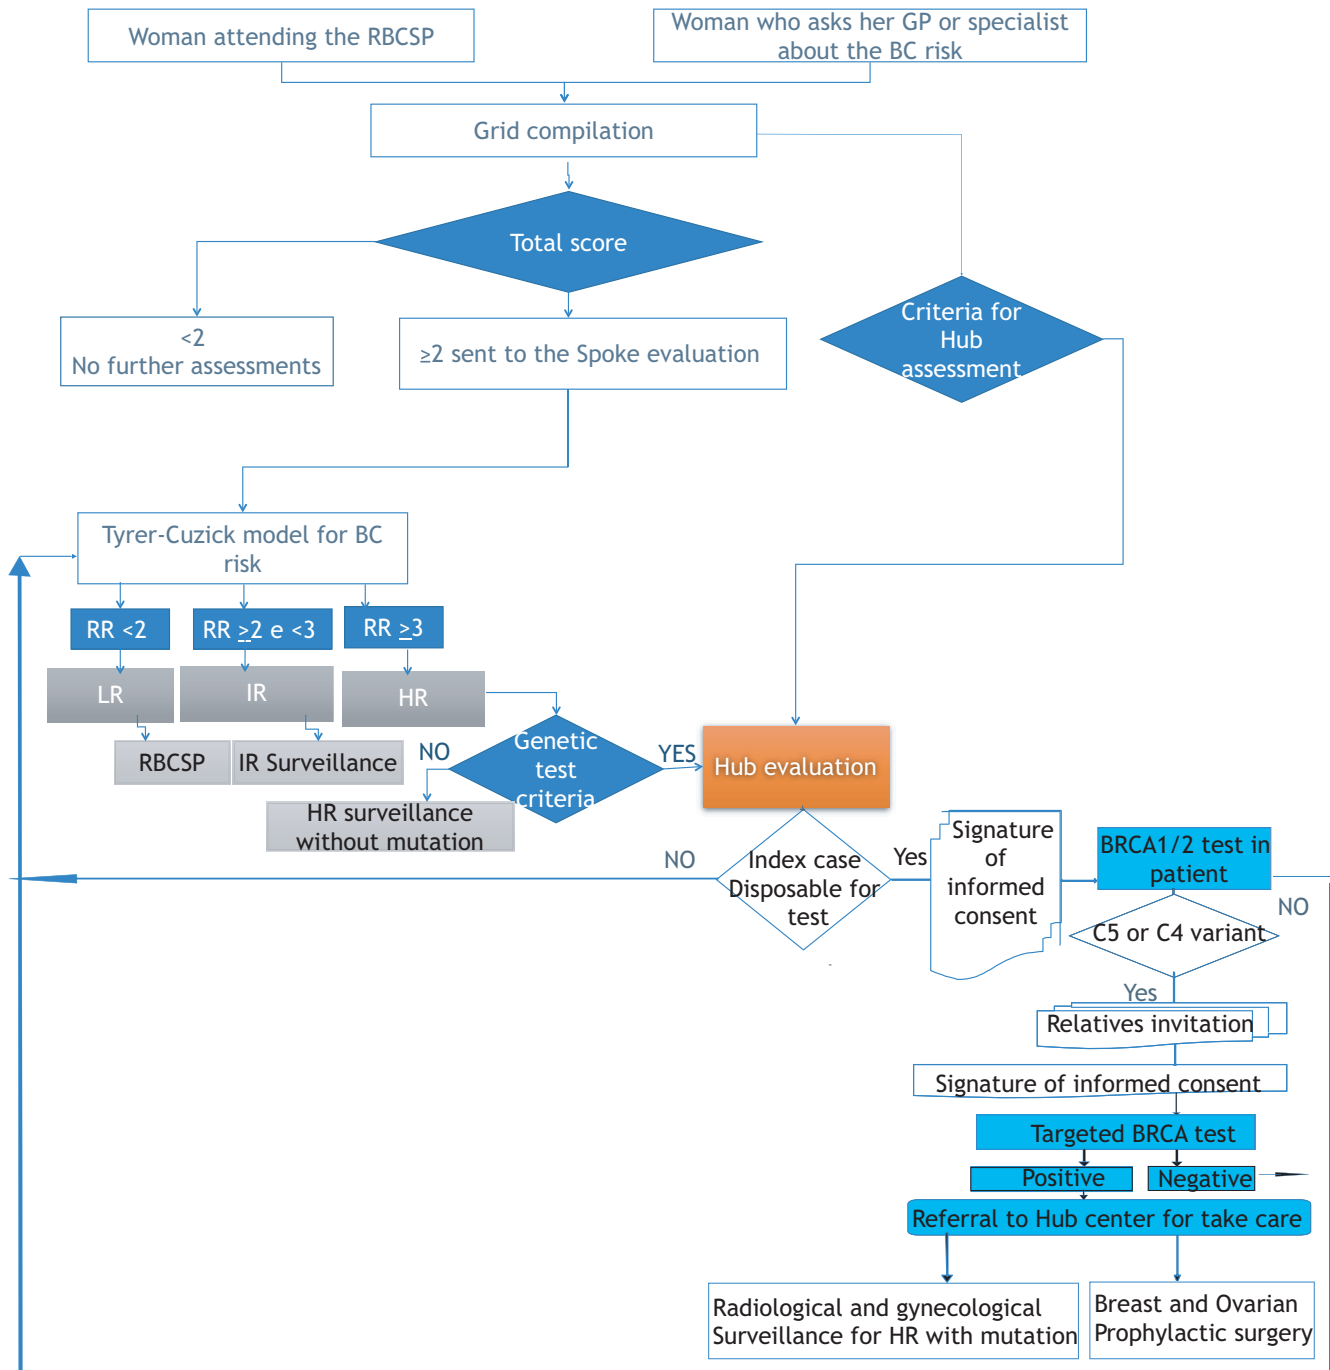 Woman attending the RBCSP
Woman who asks her GP or specialist
about the BC risk
Grid compilation
Total score
<2
No further assessments
≥2 sent to the Spoke evaluation
Criteria for
Hub
assessment
Tyrer-Cuzick model for BC
risk
RR <2
RR ≥2 e <3
RR ≥3
LR
IR
HR
RBCSP
IR Surveillance
Genetic
test
criteria
NO
YES
HR surveillance
without mutation
Hub evaluation
Index case
Disposable for
test
NO
Yes
Signature
of
informed
consent
BRCA1/2 test in
patient
NO
C5 or C4 variant
Yes
Relatives invitation
Signature of informed consent
Targeted BRCA test
Positive
Negative
Referral to Hub center for take care
Radiological and gynecological
Surveillance for HR with mutation
Breast and Ovarian
Prophylactic surgery